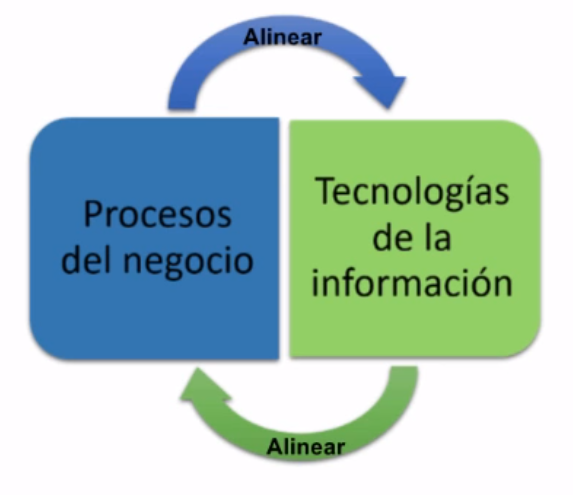 Alinear
Procesos
del negocio
Tecnologías
de la
información
Alinear